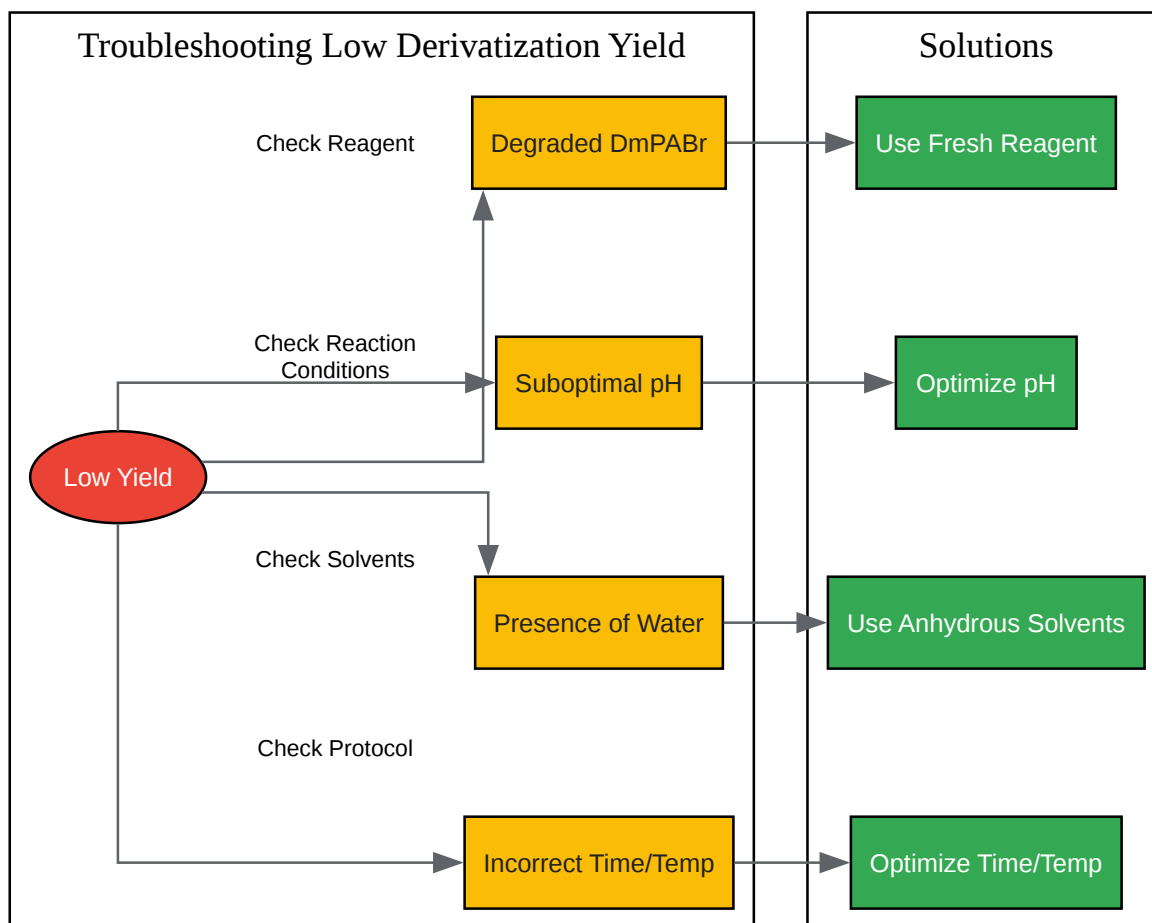 Troubleshooting Low Derivatization Yield
Solutions
Check Reagent
Degraded DmPABr
Use Fresh Reagent
Check Reaction
Conditions
Suboptimal pH
Optimize pH
Low Yield
Check Solvents
Presence of Water
Use Anhydrous Solvents
Check Protocol
Incorrect Time/Temp
Optimize Time/Temp